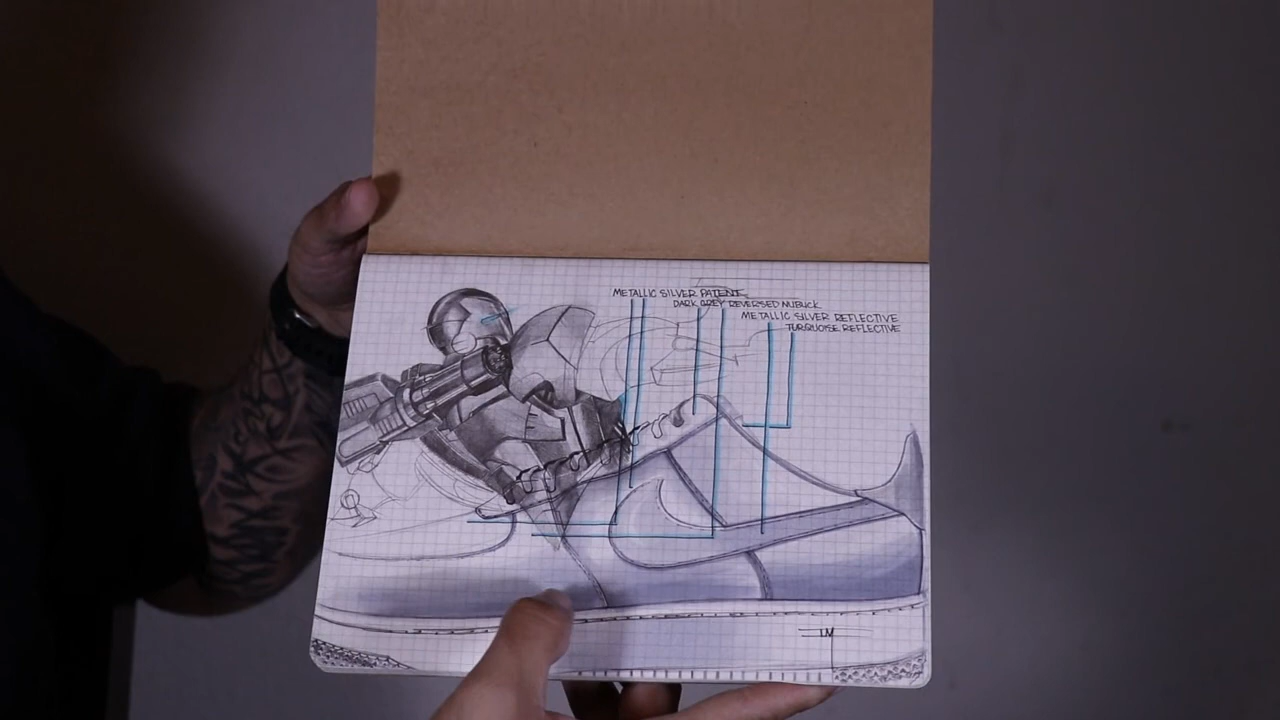 METALLIC SILVER PATENT
DARK GREY REVERSED NUBUCK
METALLIC SILVER REFLECTIVE
TURQUOISE REFLECTIVE